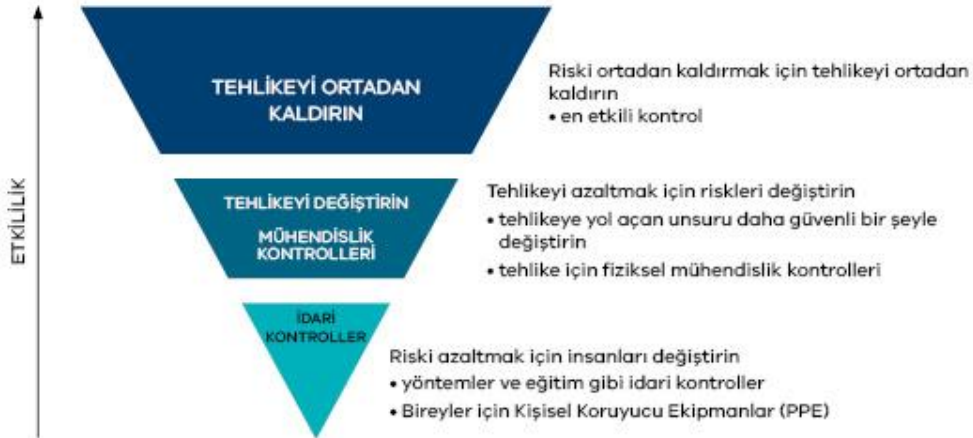 ETKİLİLİK
TEHLİKEYİ ORTADAN
KALDIRIN
Riski ortadan kaldırmak için tehlikeyi ortadan
kaldırın
• en etkili kontrol
TEHLİKEYİ DEĞİŞTİRİN
MÜHENDİSLİK
KONTROLLERİ
Tehlikeyi azaltmak için riskleri değiştirin
• tehlikeye yol açan unsuru daha güvenli bir şeyle
değiştirin
• tehlike için fiziksel mühendislik kontrolleri
İDARİ
KONTROLLER
Riski azaltmak için insanları değiştirin
• yöntemler ve eğitim gibi idari kontroller
• Bireyler için Kişisel Koruyucu Ekipmanlar (PPE)